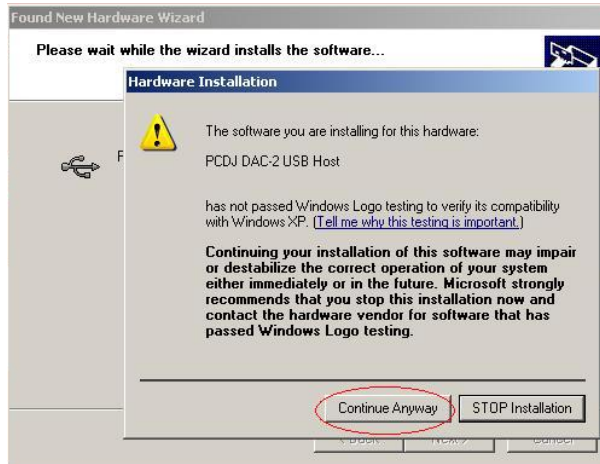 Found New Hardware Wizard
Please wait while the wizard installs the software...
Hardware Installation
The software you are installing for this hardware:
PCDJ DAC-2 USB Host
has not passed Windows Logo testing to verify its compatibility
with Windows XP. (Tell me why this testing is important.)
Continuing your installation of this software may impair
or destabilize the correct operation of your system
either immediately or in the future. Microsoft strongly
recommends that you stop this installation now and
contact the hardware vendor for software that has
passed Windows Logo testing.
Continue Anyway STOP Installation